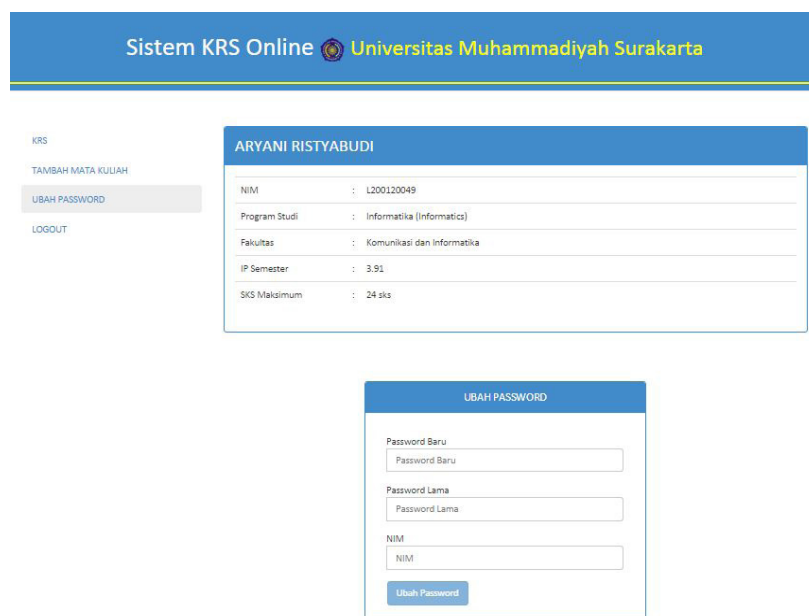 Sistem KRS Online Universitas Muhammadiyah Surakarta
KRS
TAMBAH MATA KULIAH
UBAH PASSWORD
LOGOUT
ARYANI RISTYABUDI
NIM : L200120049
Program Studi : Informatika (Informatics)
Fakultas : Komunikasi dan Informatika
IP Semester : 3.91
SKS Maksimum : 24 sks
UBAH PASSWORD
Password Baru
Password Baru
Password Lama
Password Lama
NIM
NIM
Ubah Password